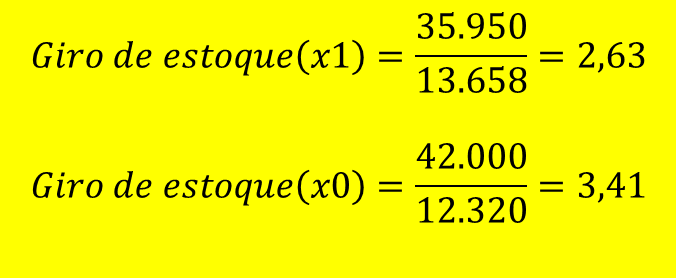 Giro de estoque(x1) = 35.950 / 13.658 = 2,63
Giro de estoque(x0) = 42.000 / 12.320 = 3,41